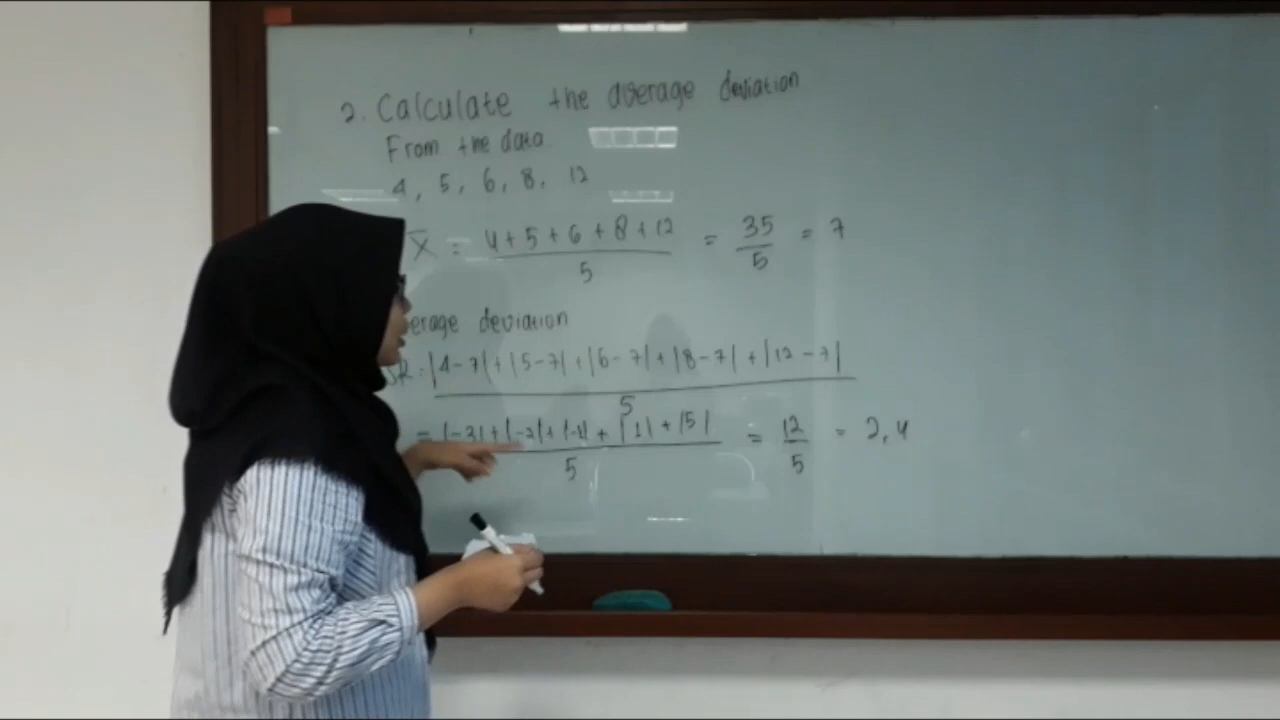 2. Calculate the average deviation
From the data
4, 5, 6, 8, 12
X̄ = 4+5+6+8+12 / 5 = 35/5 = 7
erage deviation
SR = |4-7|+|5-7|+|6-7|+|8-7|+|12-7| / 5
= |-3|+|-2|+|-1|+|1|+|5| / 5 = 12/5 = 2,4